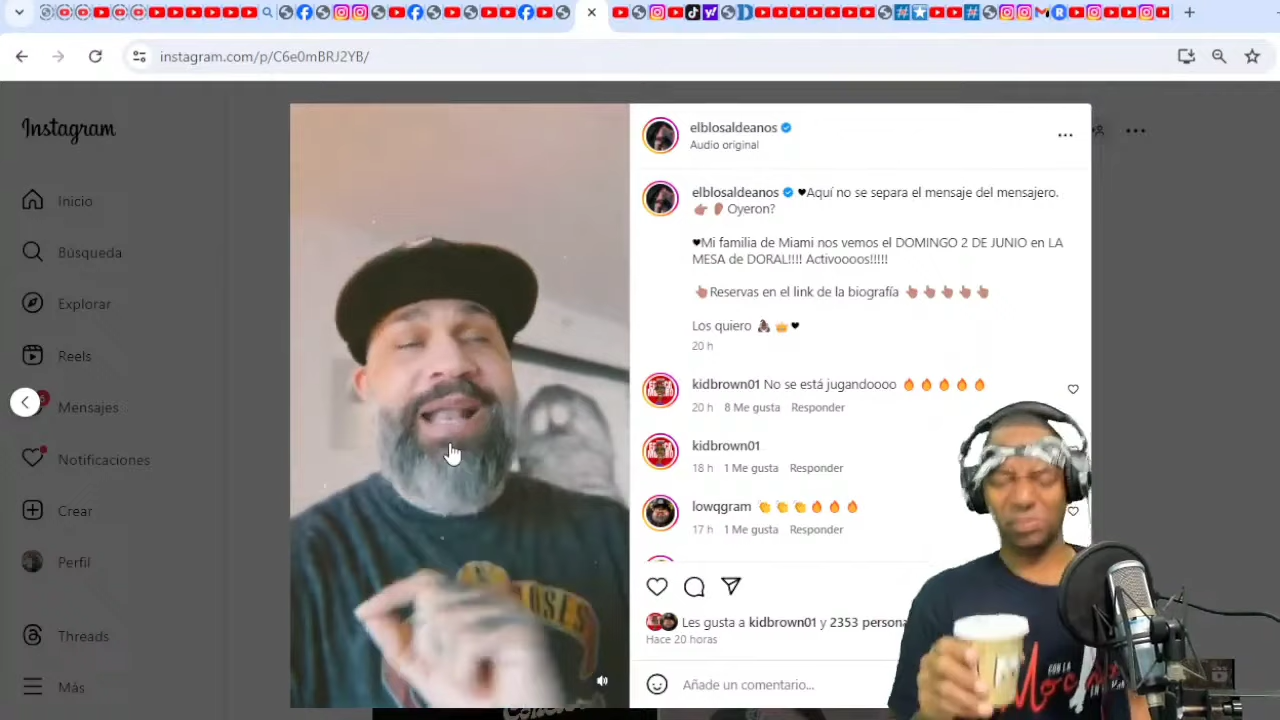 instagram.com/p/C6e0mBRJ2YB/
Instagram
Inicio
Búsqueda
Explorar
Reels
Mensajes
Notificaciones
Crear
Perfil
Threads
Más
elblosaldeanos
Audio original
elblosaldeanos ♥Aquí no se separa el mensaje del mensajero.
👉🏽👂🏽Oyeron?
♥Mi familia de Miami nos vemos el DOMINGO 2 DE JUNIO en LA
MESA de DORAL!!!! Activoooos!!!!!
👆🏽Reservas en el link de la biografía 👆🏽👆🏽👆🏽👆🏽👆🏽
Los quiero 🦍👑♥
20 h
kidbrown01 No se está jugandoooo 🔥🔥🔥🔥🔥
20 h 8 Me gusta Responder
kidbrown01
18 h 1 Me gusta Responder
lowqgram 👏👏👏🔥🔥🔥
17 h 1 Me gusta Responder
Les gusta a kidbrown01 y 2353 persona
Hace 20 horas
Añade un comentario...
CON LA